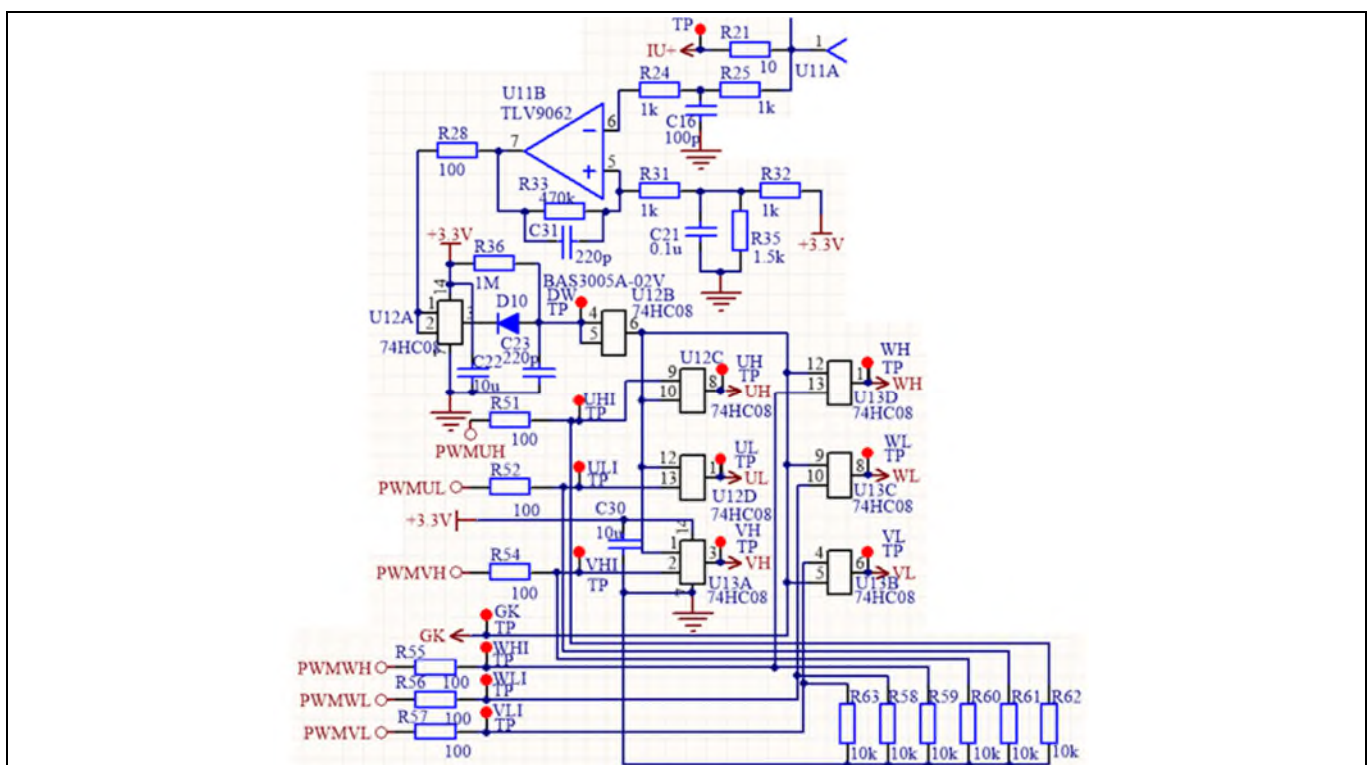 TP
R21
IU+
10
1
U11A
R24
R25
1k
1k
C16
100p
U11B
TLV9062
6
7
5
R28
100
R33
470k
C31
220p
R31
1k
R32
1k
C21
0.1u
R35
1.5k
+3.3V
+3.3V
R36
1M
14
U12A
1
2
3
74HC08
7
D10
BAS3005A-02V
DW
TP
C23
220p
C22
10u
U12B
74HC08
4
5
6
U12C
9
10
8
UH
TP
UH
74HC08
WH
TP
12
13
1
WH
U13D
74HC08
R51
100
UHI
TP
PWMUH
ULI
TP
R52
100
PWMUL
12
13
1
UL
TP
UL
U12D
74HC08
WL
TP
9
10
8
WL
U13C
74HC08
+3.3V
C30
10u
14
VH
TP
1
2
3
VH
U13A
74HC08
7
R54
100
VHI
TP
PWMVH
VL
TP
4
5
6
VL
U13B
74HC08
GK
TP
GK
R55
100
WHI
TP
PWMWH
R56
100
WLI
TP
PWMWL
R57
100
VLI
TP
PWMVL
R63
R58
R59
R60
R61
R62
10k
10k
10k
10k
10k
10k